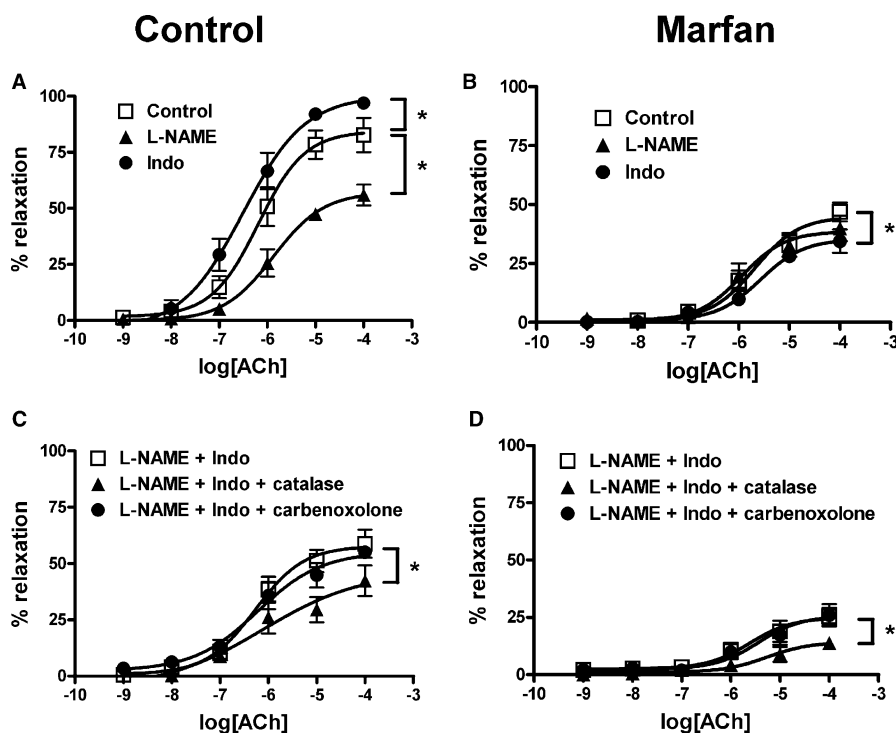 Control
Marfan
A
100
75
50
25
0
% relaxation
Control
L-NAME
Indo
*
*
-10
-9
-8
-7
-6
-5
-4
-3
log[ACh]
B
100
75
50
25
0
% relaxation
Control
L-NAME
Indo
*
-10
-9
-8
-7
-6
-5
-4
-3
log[ACh]
C
100
75
50
25
0
% relaxation
L-NAME + Indo
L-NAME + Indo + catalase
L-NAME + Indo + carbenoxolone
*
-10
-9
-8
-7
-6
-5
-4
-3
log[ACh]
D
100
75
50
25
0
% relaxation
L-NAME + Indo
L-NAME + Indo + catalase
L-NAME + Indo + carbenoxolone
*
-10
-9
-8
-7
-6
-5
-4
-3
log[ACh]